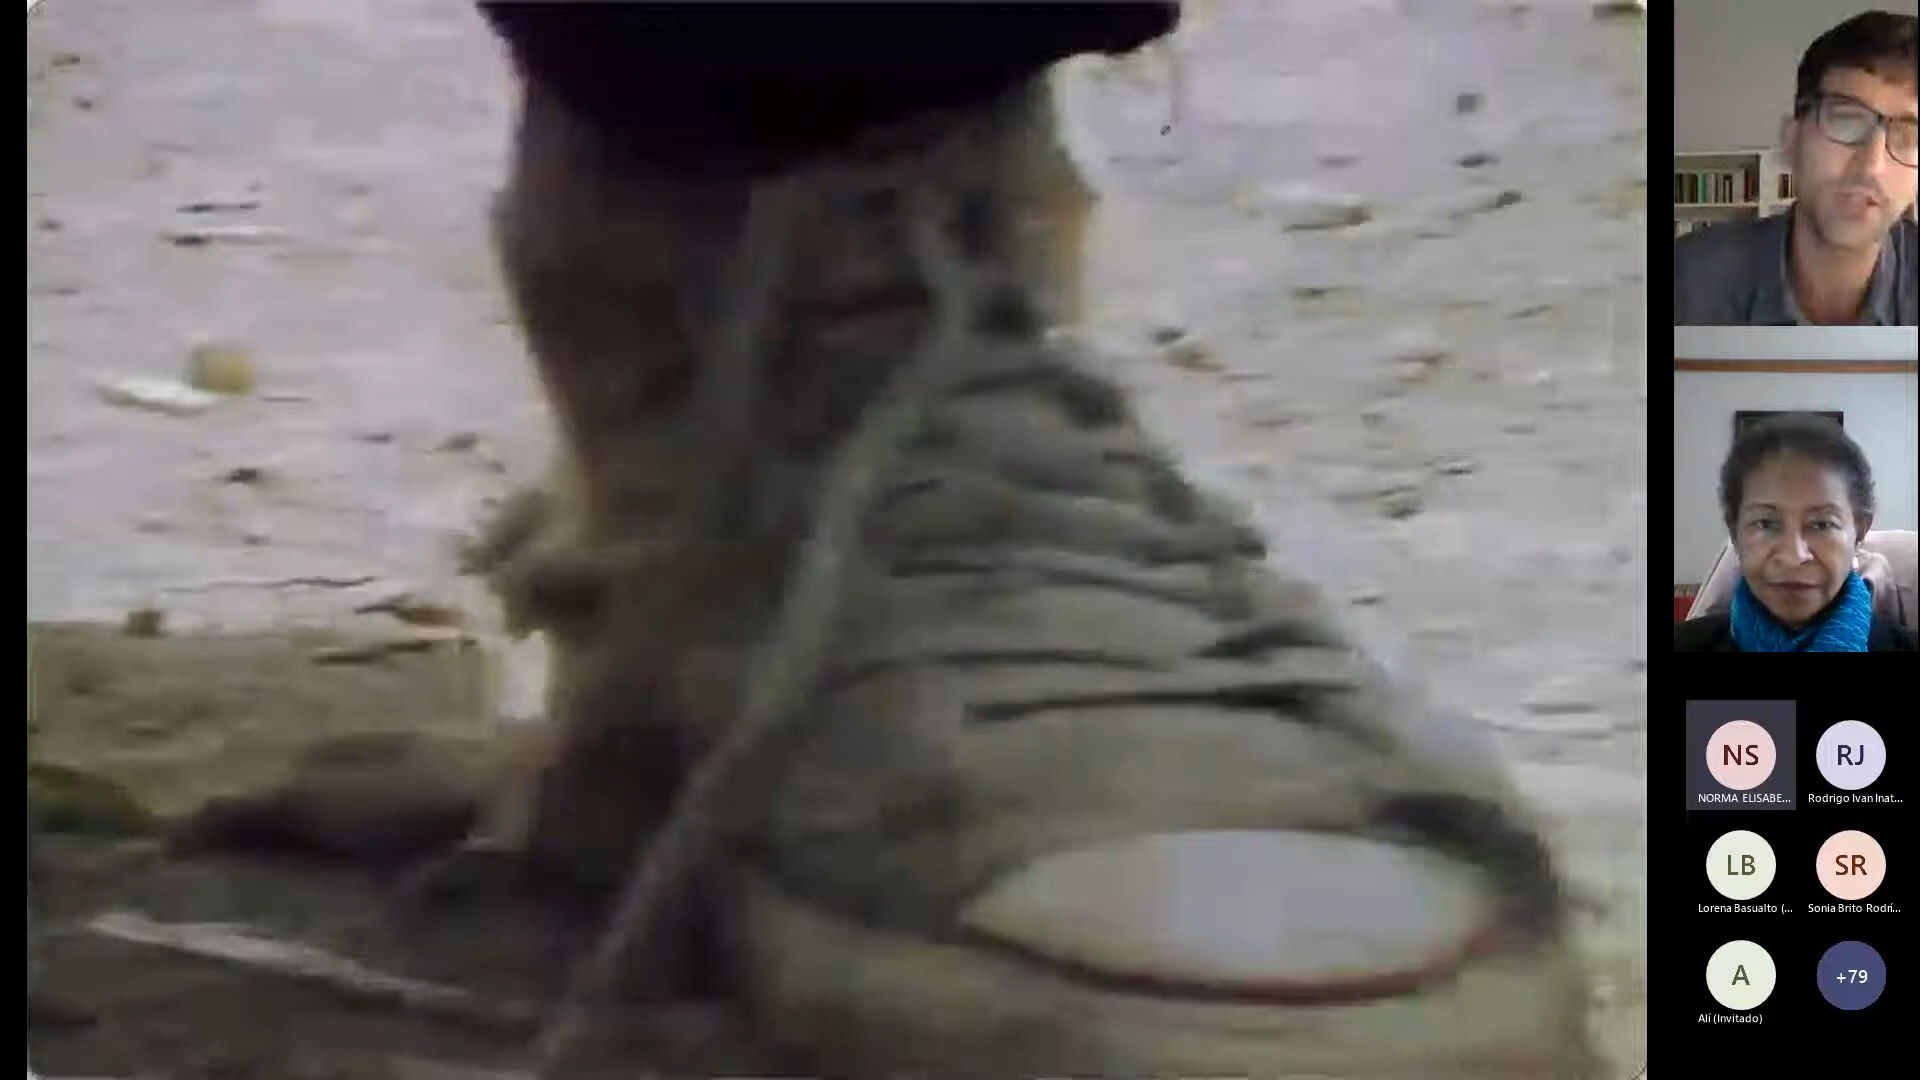 NS
RJ
NORMA ELISABE...
Rodrigo Ivan Inat...
LB
SR
Lorena Basualto (...
Sonia Brito Rodrí...
A
+79
Alí (Invitado)